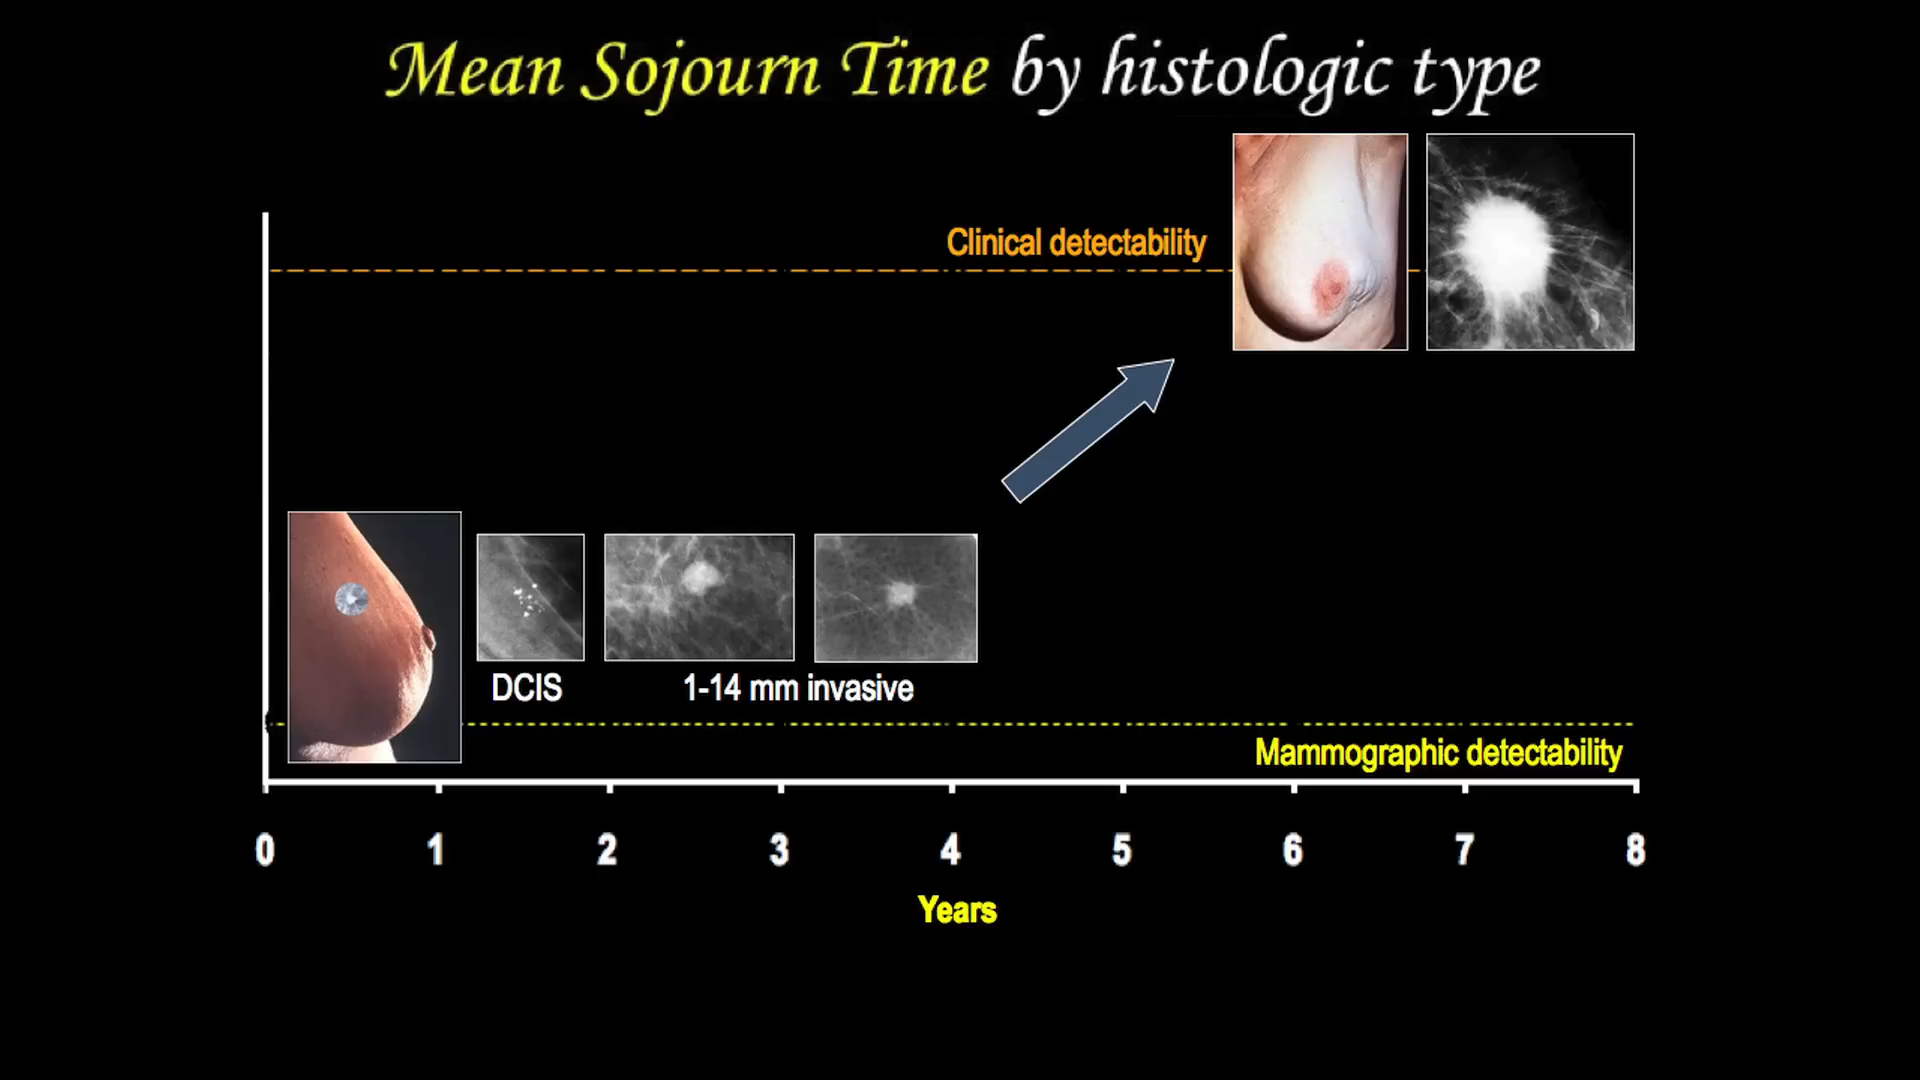 Mean Sojourn Time by histologic type
Clinical detectability
DCIS
1-14 mm invasive
Mammographic detectability
0 1 2 3 4 5 6 7 8
Years